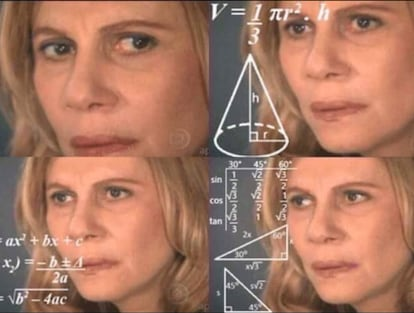 V = 1/3 πr². h
h
r
30° 45° 60°
sin 1/2 √2/2 √3/2
cos √3/2 √2/2 1/2
tan √3/3 1 √3
= ax² + bx + c
x₂) = -b ± Δ / 2a
= √b² - 4ac
2x 60° x
30°
x√3
45° s√2
s
45°